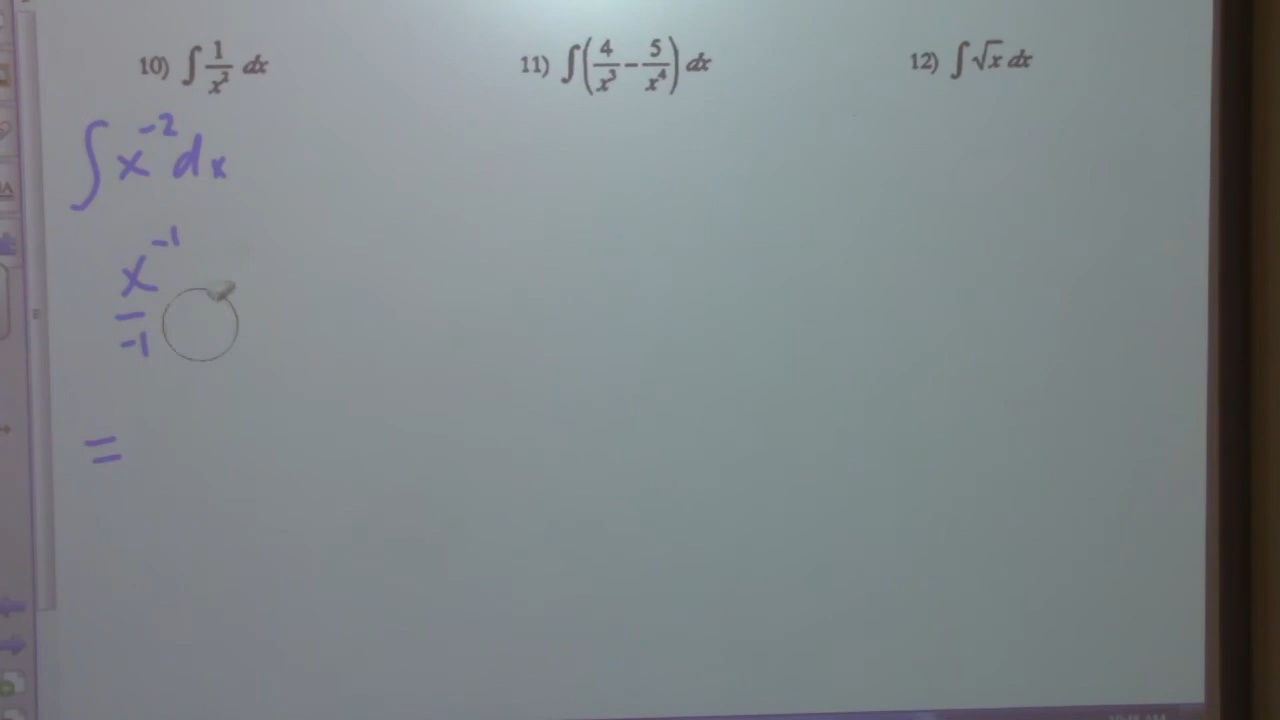 10) ∫ 1/x² dx
11) ∫(4/x³ − 5/x⁴) dx
12) ∫√x dx
∫ x⁻² dx
x⁻¹
—
-1
=